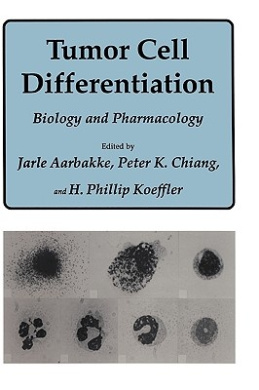 Tumor Cell
Differentiation
Biology and Pharmacology
Edited by
Jarle Aarbakke, Peter K. Chiang,
and H. Phillip Koeffler